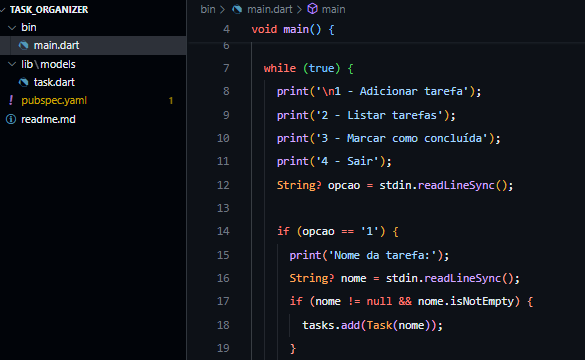 TASK_ORGANIZER
bin
main.dart
lib\models
task.dart
pubspec.yaml 1
readme.md
bin > main.dart > main
4 void main() {
6
7 while (true) {
8 print('\n1 - Adicionar tarefa');
9 print('2 - Listar tarefas');
10 print('3 - Marcar como concluída');
11 print('4 - Sair');
12 String? opcao = stdin.readLineSync();
13
14 if (opcao == '1') {
15 print('Nome da tarefa:');
16 String? nome = stdin.readLineSync();
17 if (nome != null && nome.isNotEmpty) {
18 tasks.add(Task(nome));
19 }